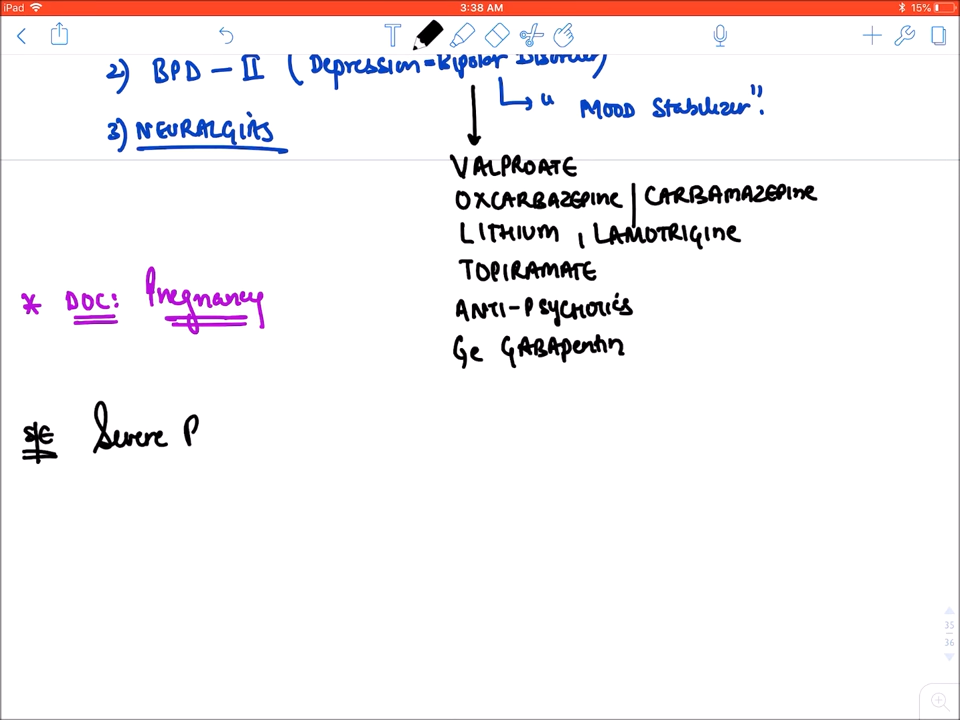 iPad 3:38 AM 15%
T
2) BPD - II (Depression = Bipolar Disorder)
↳ " MOOD Stabilizer".
3) NEURALGIAS
VALPROATE
OXCARBAZEPINE | CARBAMAZEPINE
LITHIUM , LAMOTRIGINE
TOPIRAMATE
* DOC: Pregnancy
ANTI-PSYCHOTICS
Ge GABApentin
S/E Severe P
35
36